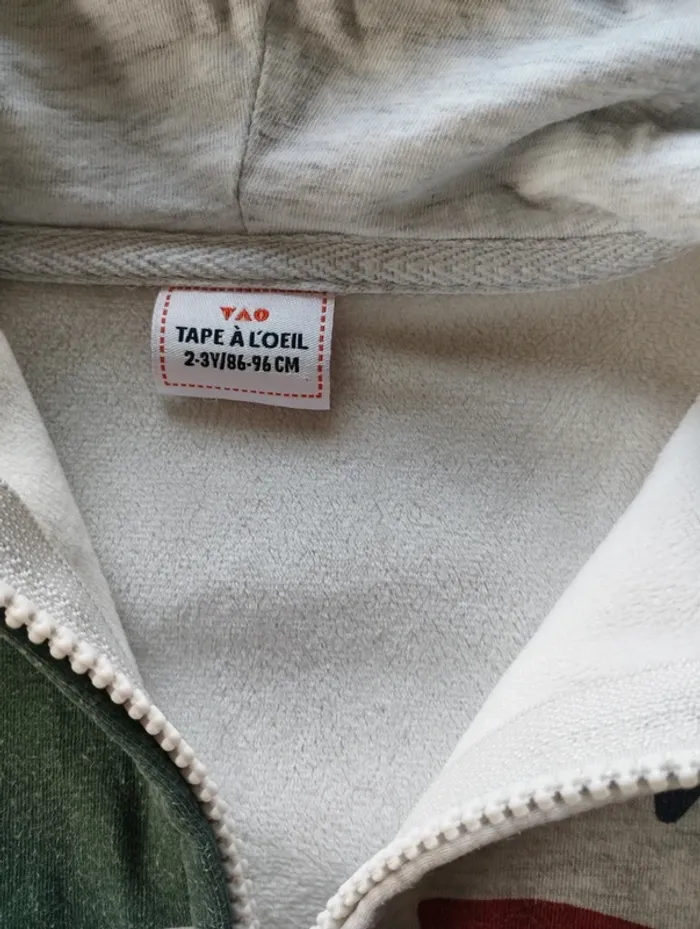 TAO
TAPE À L'OEIL
2-3Y/86-96 CM